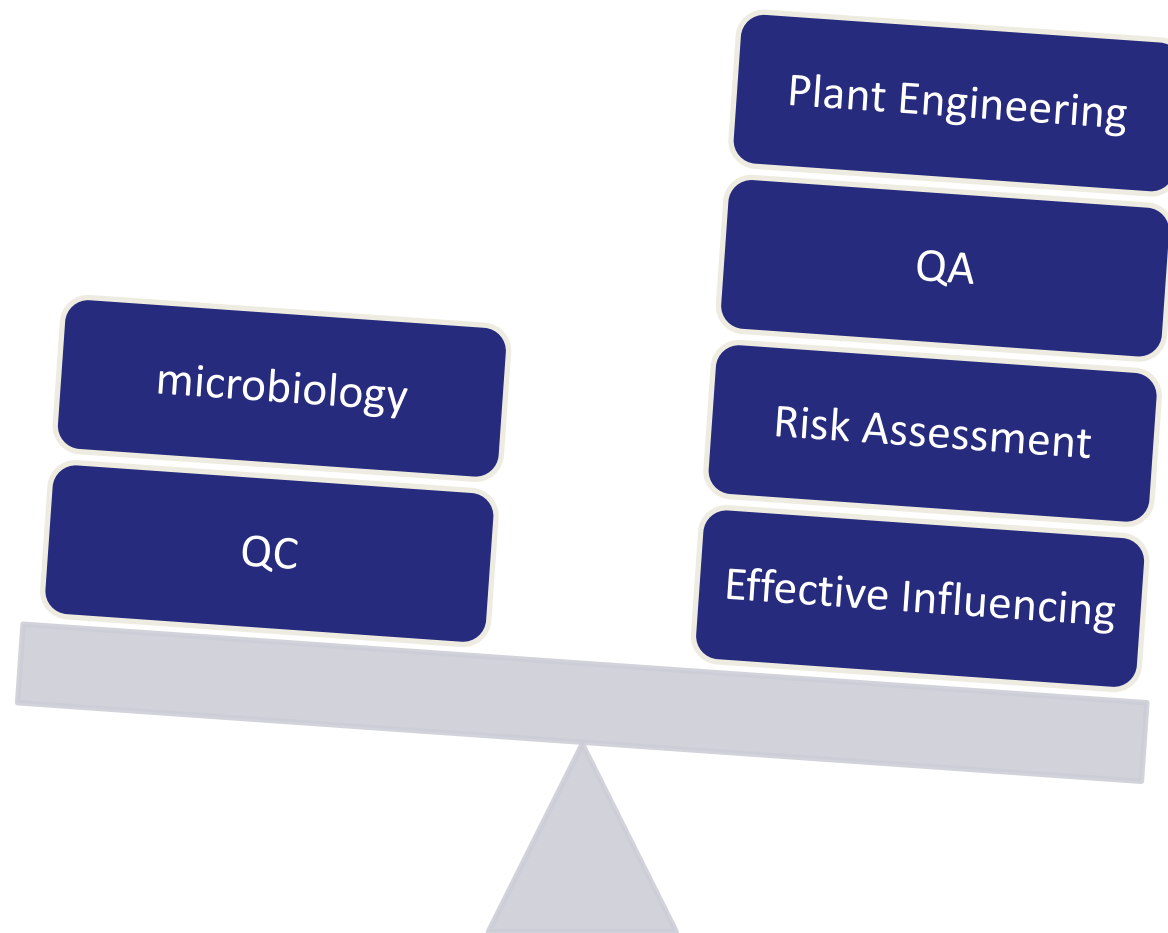 microbiology
QC
Plant Engineering
QA
Risk Assessment
Effective Influencing